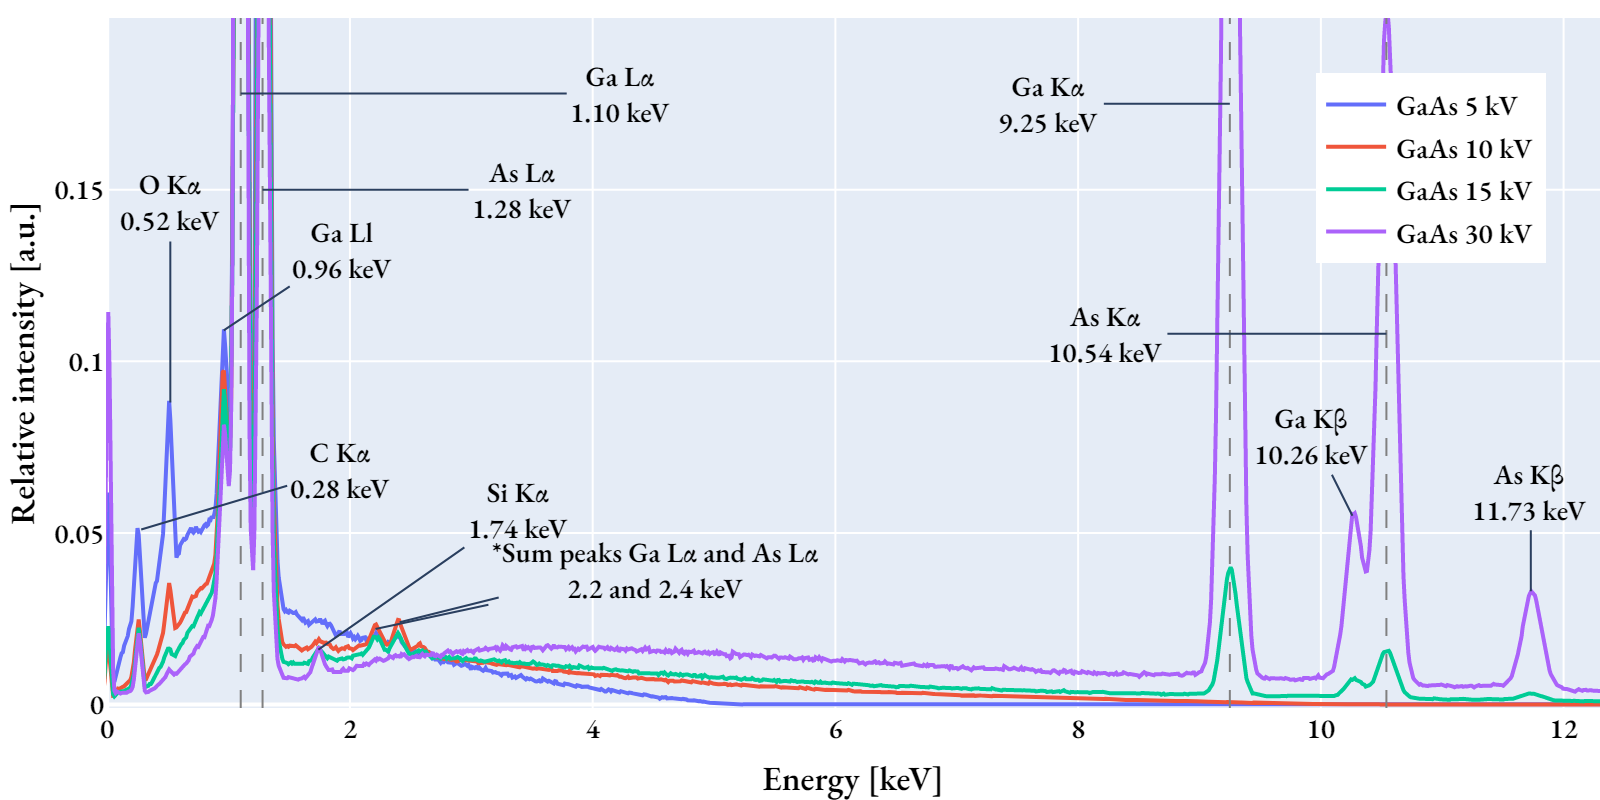 Ga Lα
1.10 keV
Ga Kα
9.25 keV
GaAs 5 kV
GaAs 10 kV
GaAs 15 kV
GaAs 30 kV
O Kα
0.52 keV
As Lα
1.28 keV
Ga Ll
0.96 keV
As Kα
10.54 keV
C Kα
0.28 keV
Si Kα
1.74 keV
*Sum peaks Ga Lα and As Lα
2.2 and 2.4 keV
Ga Kβ
10.26 keV
As Kβ
11.73 keV
Relative intensity [a.u.]
0.15
0.1
0.05
0
0
2
4
6
8
10
12
Energy [keV]